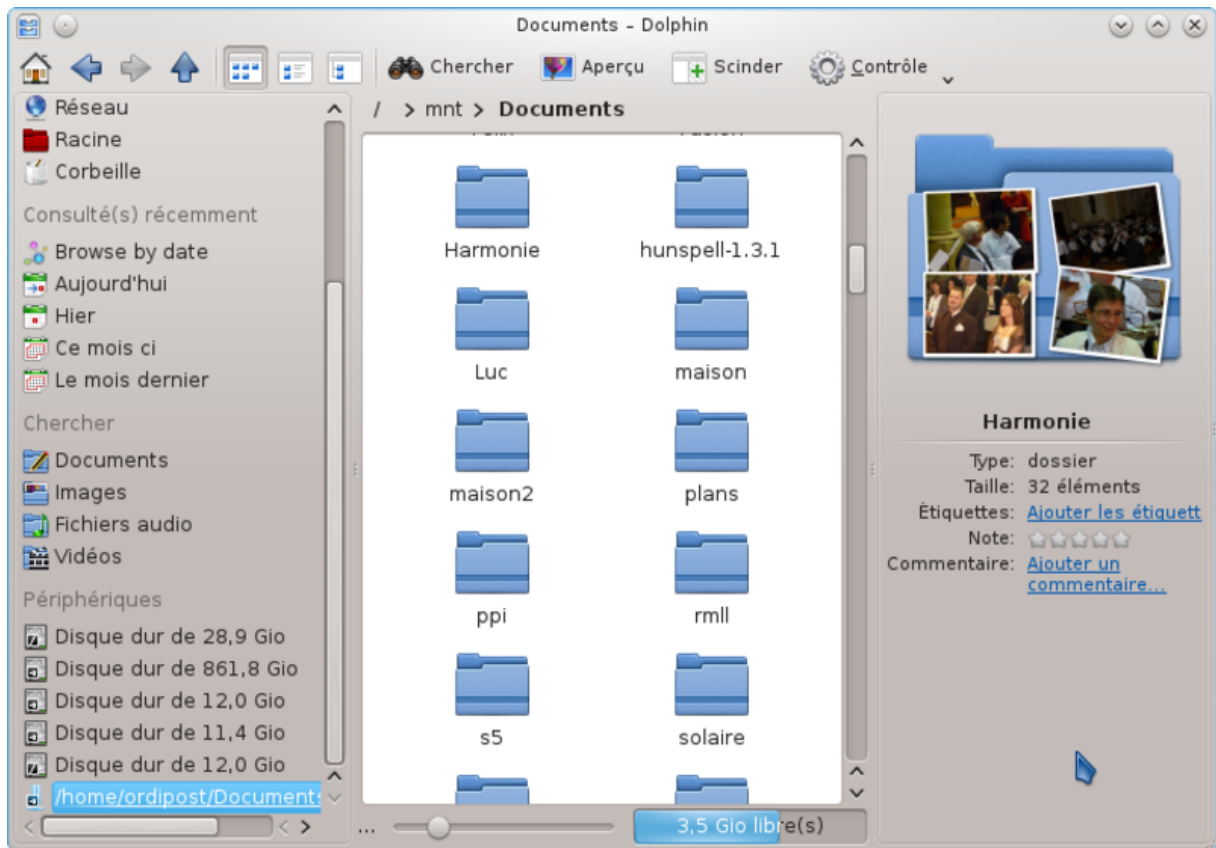 Documents – Dolphin
Chercher Aperçu Scinder Contrôle
Réseau
Racine
Corbeille
Consulté(s) récemment
Browse by date
Aujourd'hui
Hier
Ce mois ci
Le mois dernier
Chercher
Documents
Images
Fichiers audio
Vidéos
Périphériques
Disque dur de 28,9 Gio
Disque dur de 861,8 Gio
Disque dur de 12,0 Gio
Disque dur de 11,4 Gio
Disque dur de 12,0 Gio
/home/ordipost/Documents
/ > mnt > Documents
Harmonie hunspell-1.3.1
Luc maison
maison2 plans
ppi rmll
s5 solaire
... 3,5 Gio libre(s)
Harmonie
Type: dossier
Taille: 32 éléments
Étiquettes: Ajouter les étiquett
Note:
Commentaire: Ajouter un
commentaire...